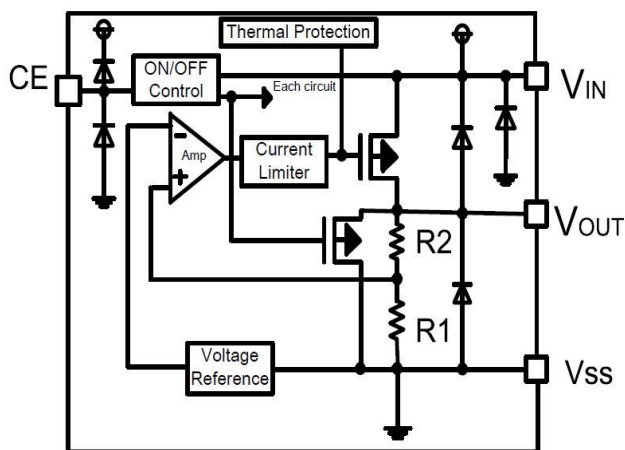 Thermal Protection
CE
ON/OFF
Control
Each circuit
VIN
-
Amp
+
Current
Limiter
VOUT
R2
R1
Voltage
Reference
Vss